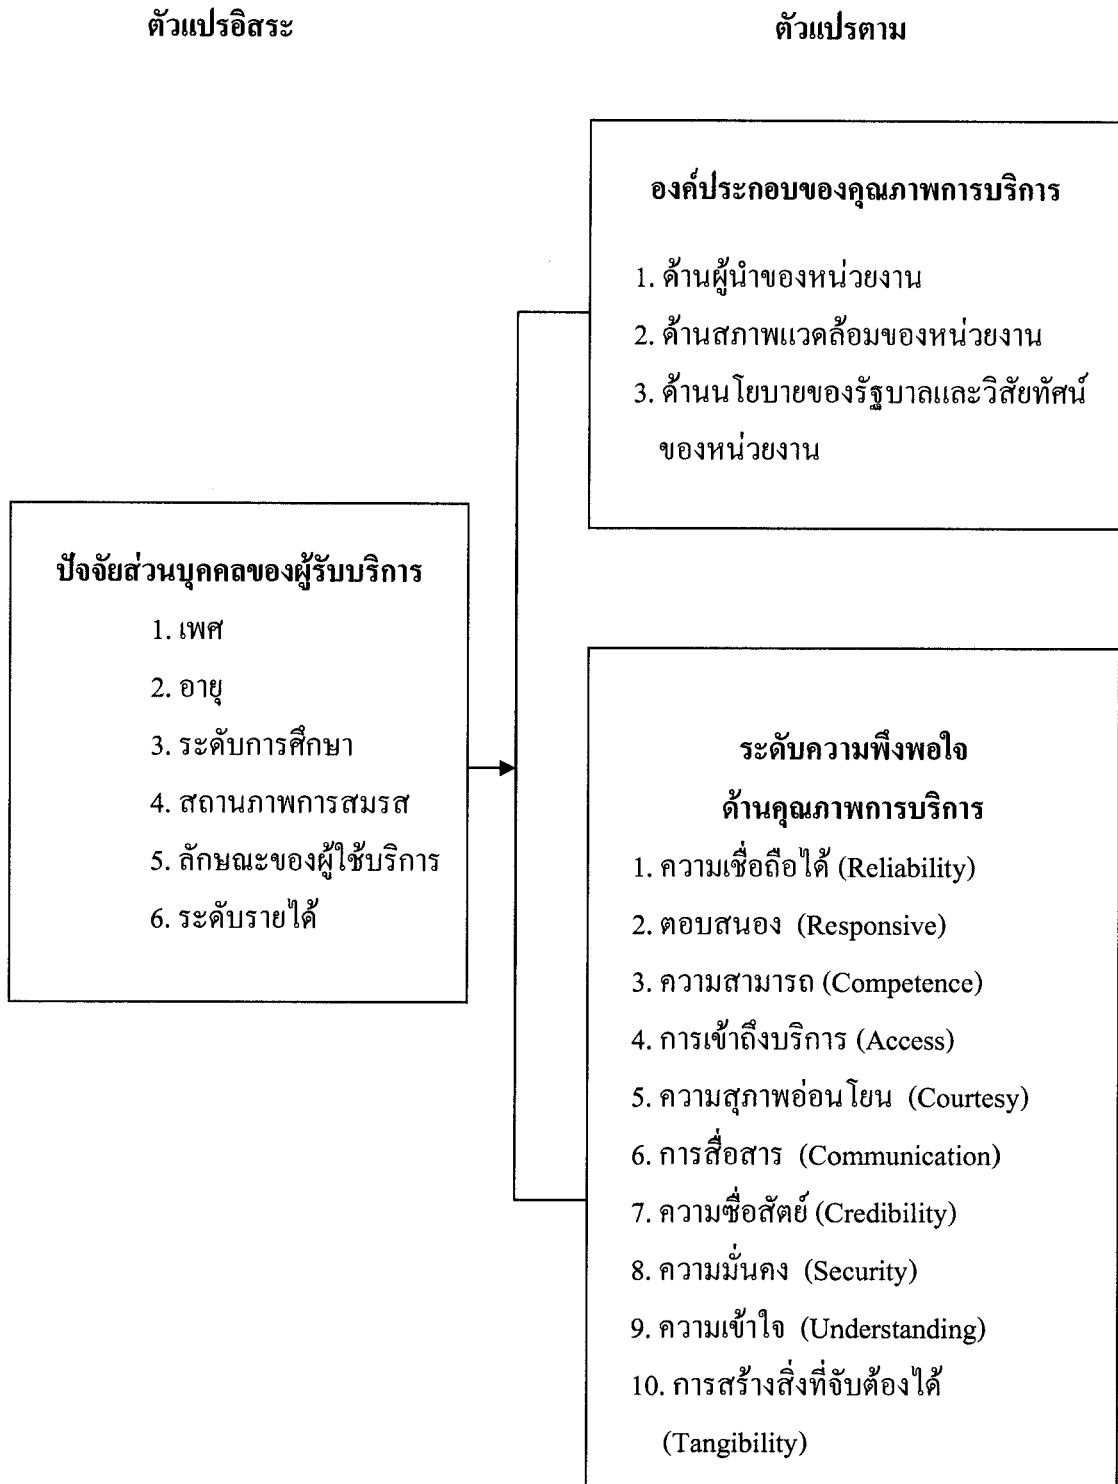 ตัวแปรอิสระ
ตัวแปรตาม
องค์ประกอบของคุณภาพการบริการ
1. ด้านผู้นำของหน่วยงาน
2. ด้านสภาพแวดล้อมของหน่วยงาน
3. ด้านนโยบายของรัฐบาลและวิสัยทัศน์
ของหน่วยงาน
ปัจจัยส่วนบุคคลของผู้รับบริการ
1. เพศ
2. อายุ
3. ระดับการศึกษา
4. สถานภาพการสมรส
5. ลักษณะของผู้ใช้บริการ
6. ระดับรายได้
ระดับความพึงพอใจ
ด้านคุณภาพการบริการ
1. ความเชื่อถือได้ (Reliability)
2. ตอบสนอง (Responsive)
3. ความสามารถ (Competence)
4. การเข้าถึงบริการ (Access)
5. ความสุภาพอ่อนโยน (Courtesy)
6. การสื่อสาร (Communication)
7. ความซื่อสัตย์ (Credibility)
8. ความมั่นคง (Security)
9. ความเข้าใจ (Understanding)
10. การสร้างสิ่งที่จับต้องได้
(Tangibility)